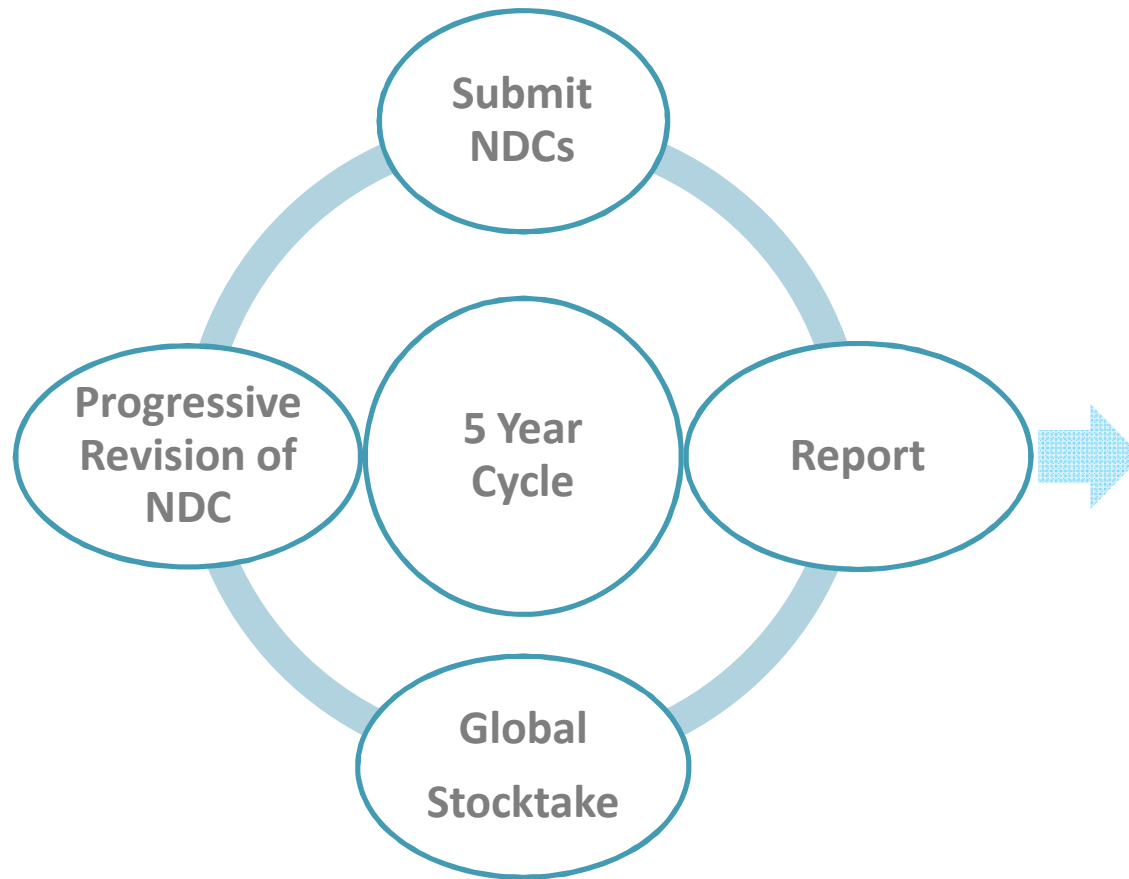 Submit
NDCs
Progressive
Revision of
NDC
5 Year
Cycle
Report
Global
Stocktake